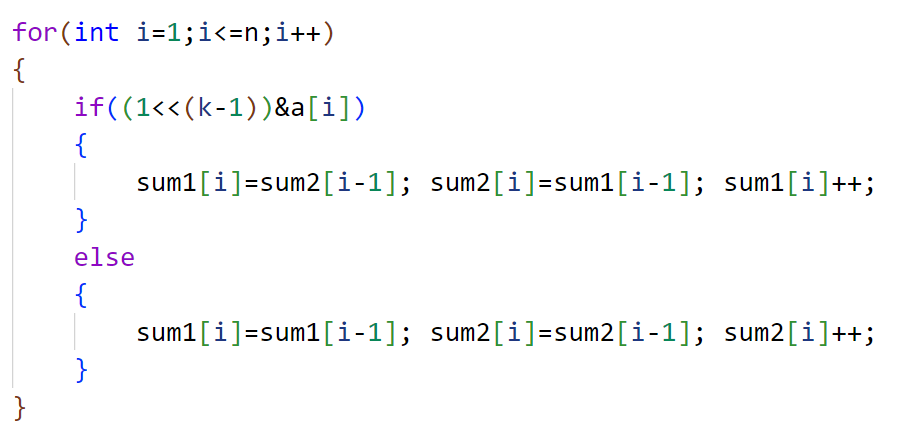 for(int i=1;i<=n;i++)
{
    if((1<<(k-1))&a[i])
    {
        sum1[i]=sum2[i-1]; sum2[i]=sum1[i-1]; sum1[i]++;
    }
    else
    {
        sum1[i]=sum1[i-1]; sum2[i]=sum2[i-1]; sum2[i]++;
    }
}